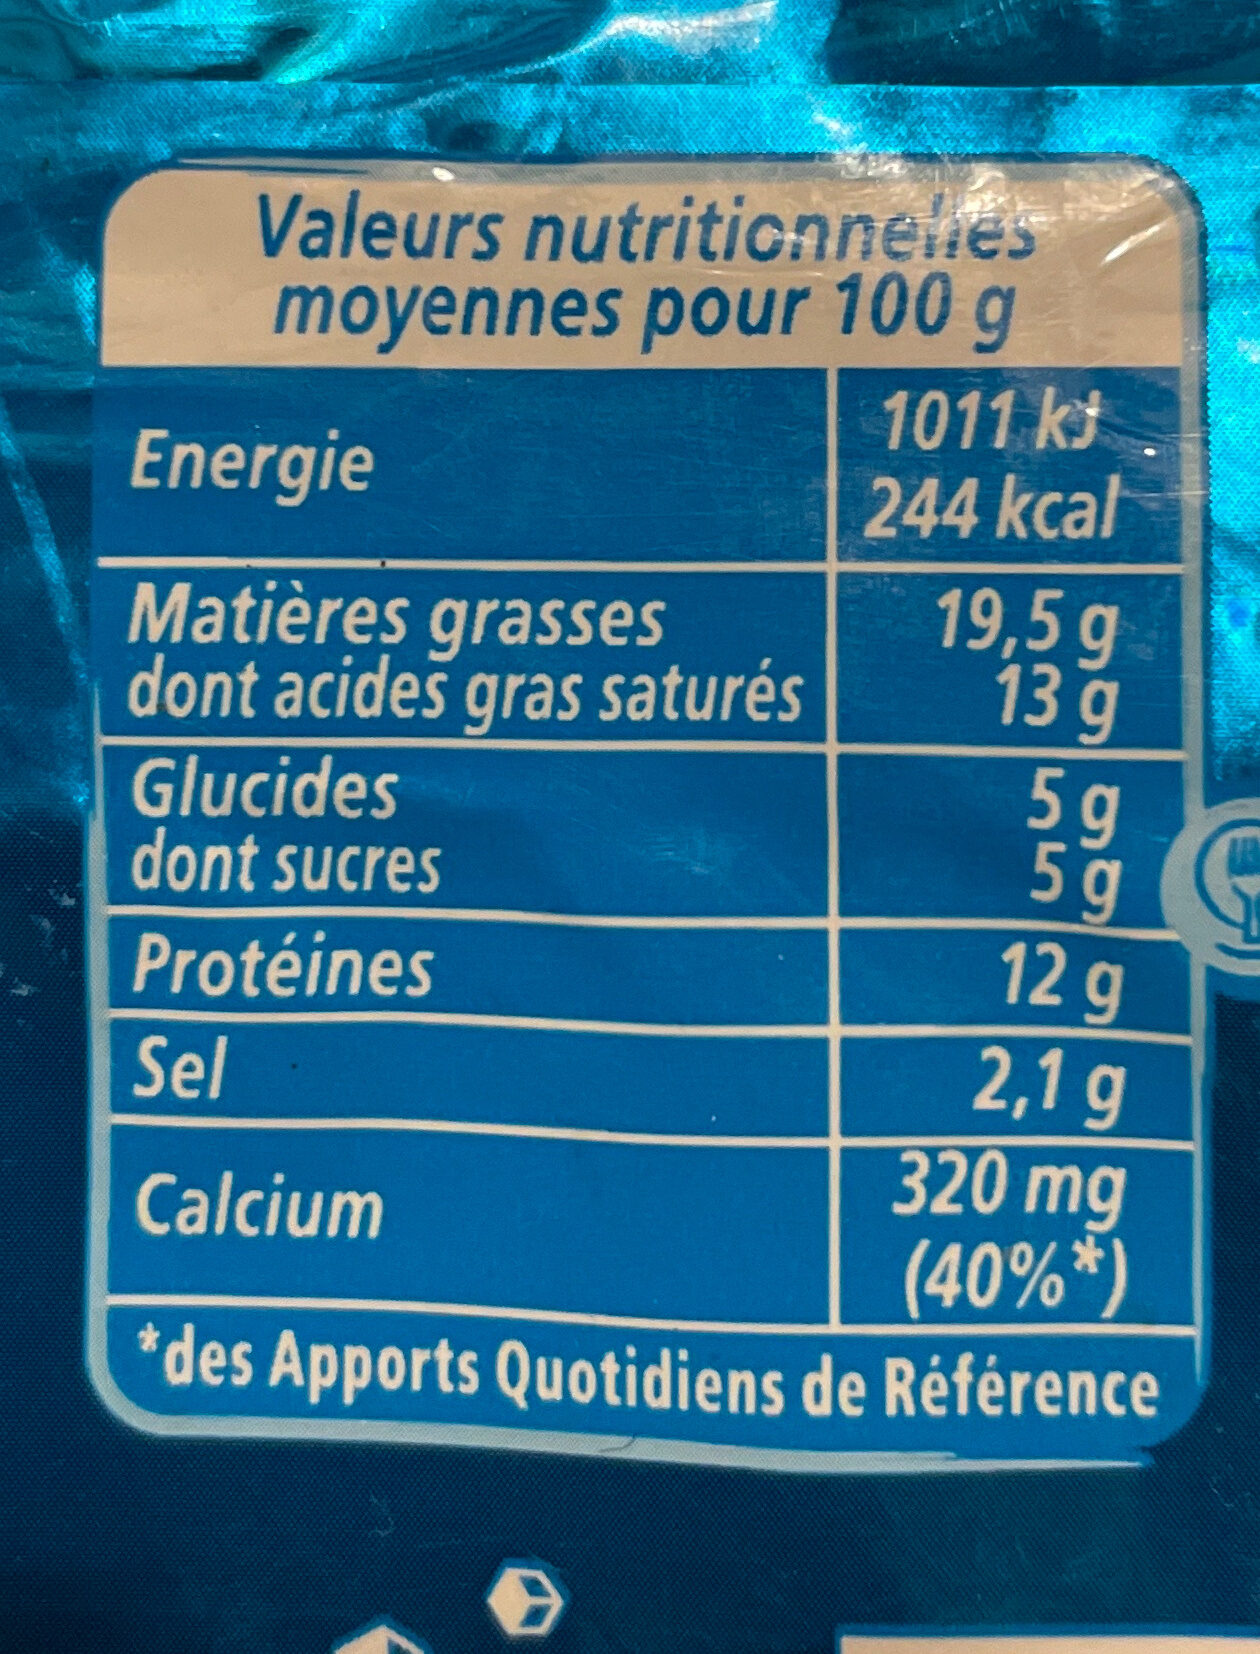 Valeurs nutritionnelles
moyennes pour 100 g
Energie
1011 kJ
244 kcal
Matières grasses 19,5 g
dont acides gras saturés 13 g
Glucides 5 g
dont sucres 5 g
Protéines 12 g
Sel 2,1 g
Calcium
320 mg
(40%*)
*des Apports Quotidiens de Référence